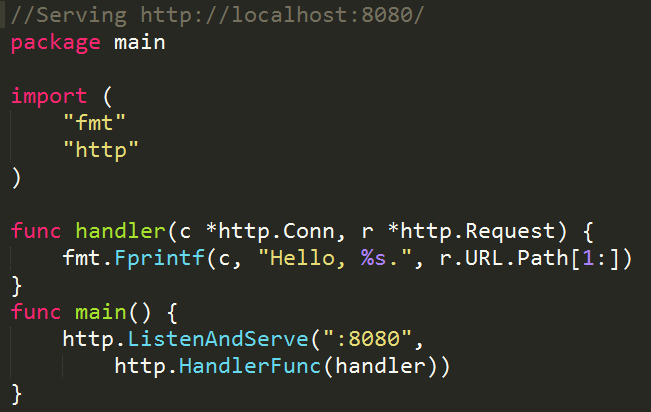 //Serving http://localhost:8080/
package main

import (
    "fmt"
    "http"
)

func handler(c *http.Conn, r *http.Request) {
    fmt.Fprintf(c, "Hello, %s.", r.URL.Path[1:])
}
func main() {
    http.ListenAndServe(":8080",
        http.HandlerFunc(handler))
}